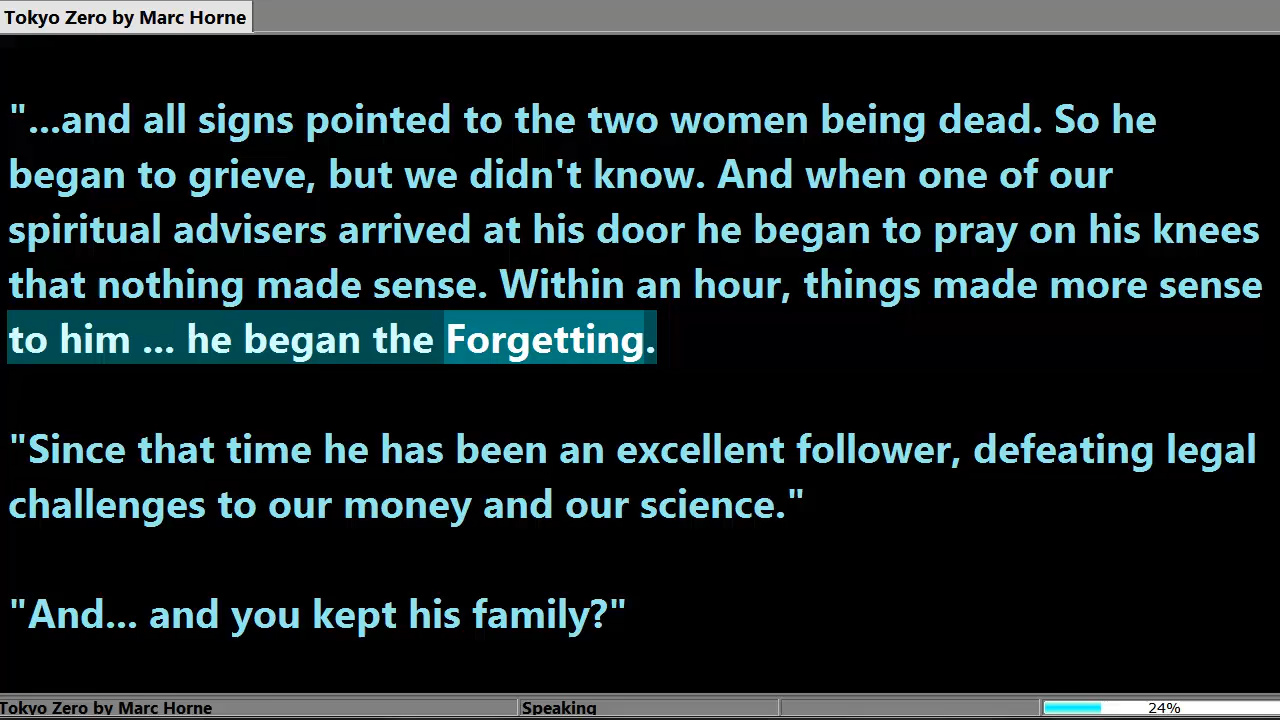 Tokyo Zero by Marc Horne
"...and all signs pointed to the two women being dead. So he
began to grieve, but we didn't know. And when one of our
spiritual advisers arrived at his door he began to pray on his knees
that nothing made sense. Within an hour, things made more sense
to him ... he began the Forgetting.
"Since that time he has been an excellent follower, defeating legal
challenges to our money and our science."
"And... and you kept his family?"
Tokyo Zero by Marc Horne Speaking 24%